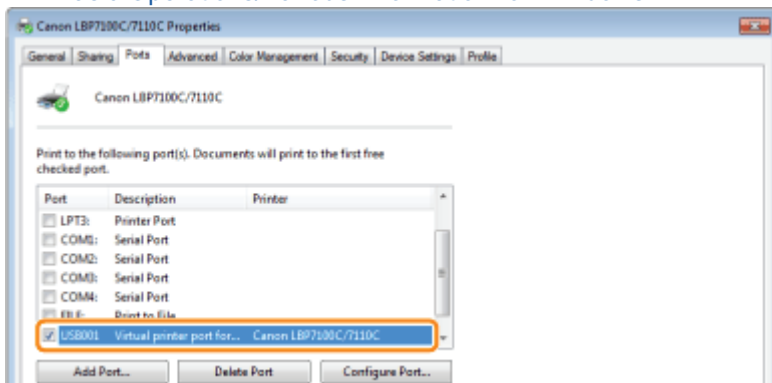 Canon LBP7100C/7110C Properties
General Sharing Ports Advanced Color Management Security Device Settings Profile
Canon LBP7100C/7110C
Print to the following port(s). Documents will print to the first free
checked port.
Port Description Printer
LPT3: Printer Port
COM1: Serial Port
COM2: Serial Port
COM3: Serial Port
COM4: Serial Port
FILE: Print to File
USB001 Virtual printer port for... Canon LBP7100C/7110C
Add Port... Delete Port Configure Port...